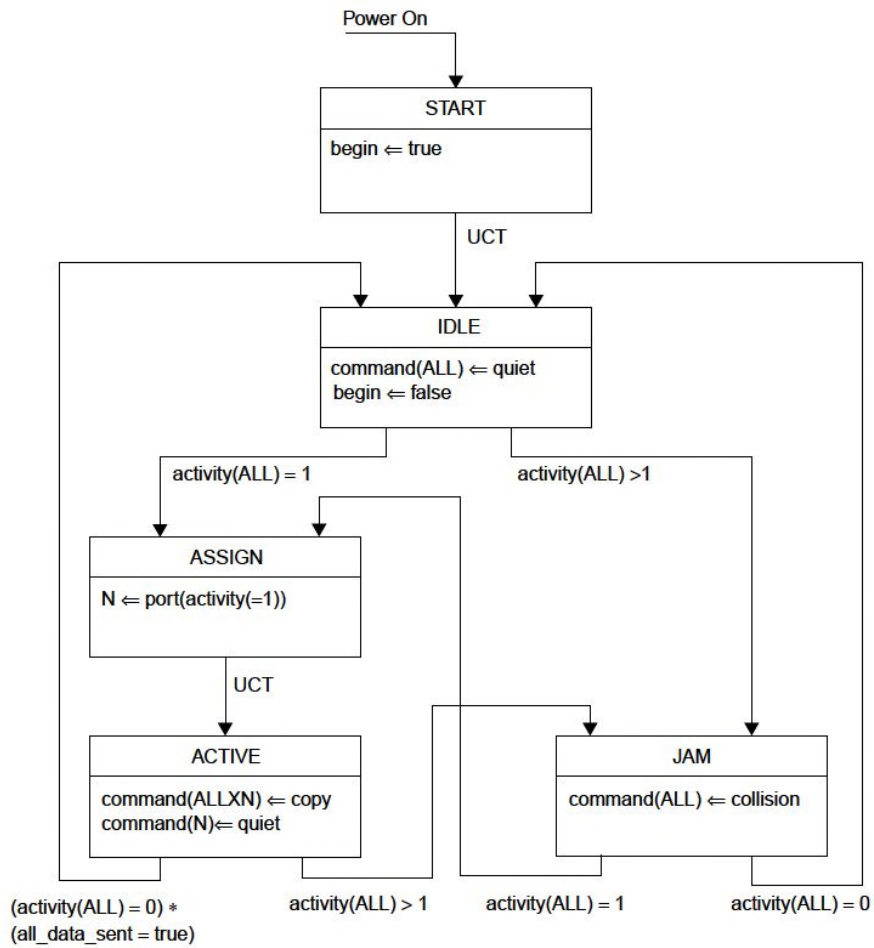 Power On
START
begin ⇐ true
UCT
IDLE
command(ALL) ⇐ quiet
begin ⇐ false
activity(ALL) = 1
activity(ALL) >1
ASSIGN
N ⇐ port(activity(=1))
UCT
ACTIVE
command(ALLXN) ⇐ copy
command(N)⇐ quiet
JAM
command(ALL) ⇐ collision
(activity(ALL) = 0) *
(all_data_sent = true)
activity(ALL) > 1
activity(ALL) = 1
activity(ALL) = 0